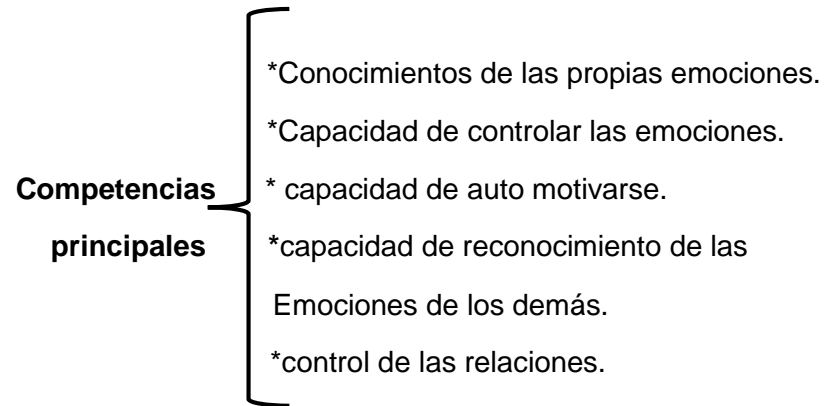 *Conocimientos de las propias emociones.
*Capacidad de controlar las emociones.
Competencias
* capacidad de auto motivarse.
principales
*capacidad de reconocimiento de las
Emociones de los demás.
*control de las relaciones.